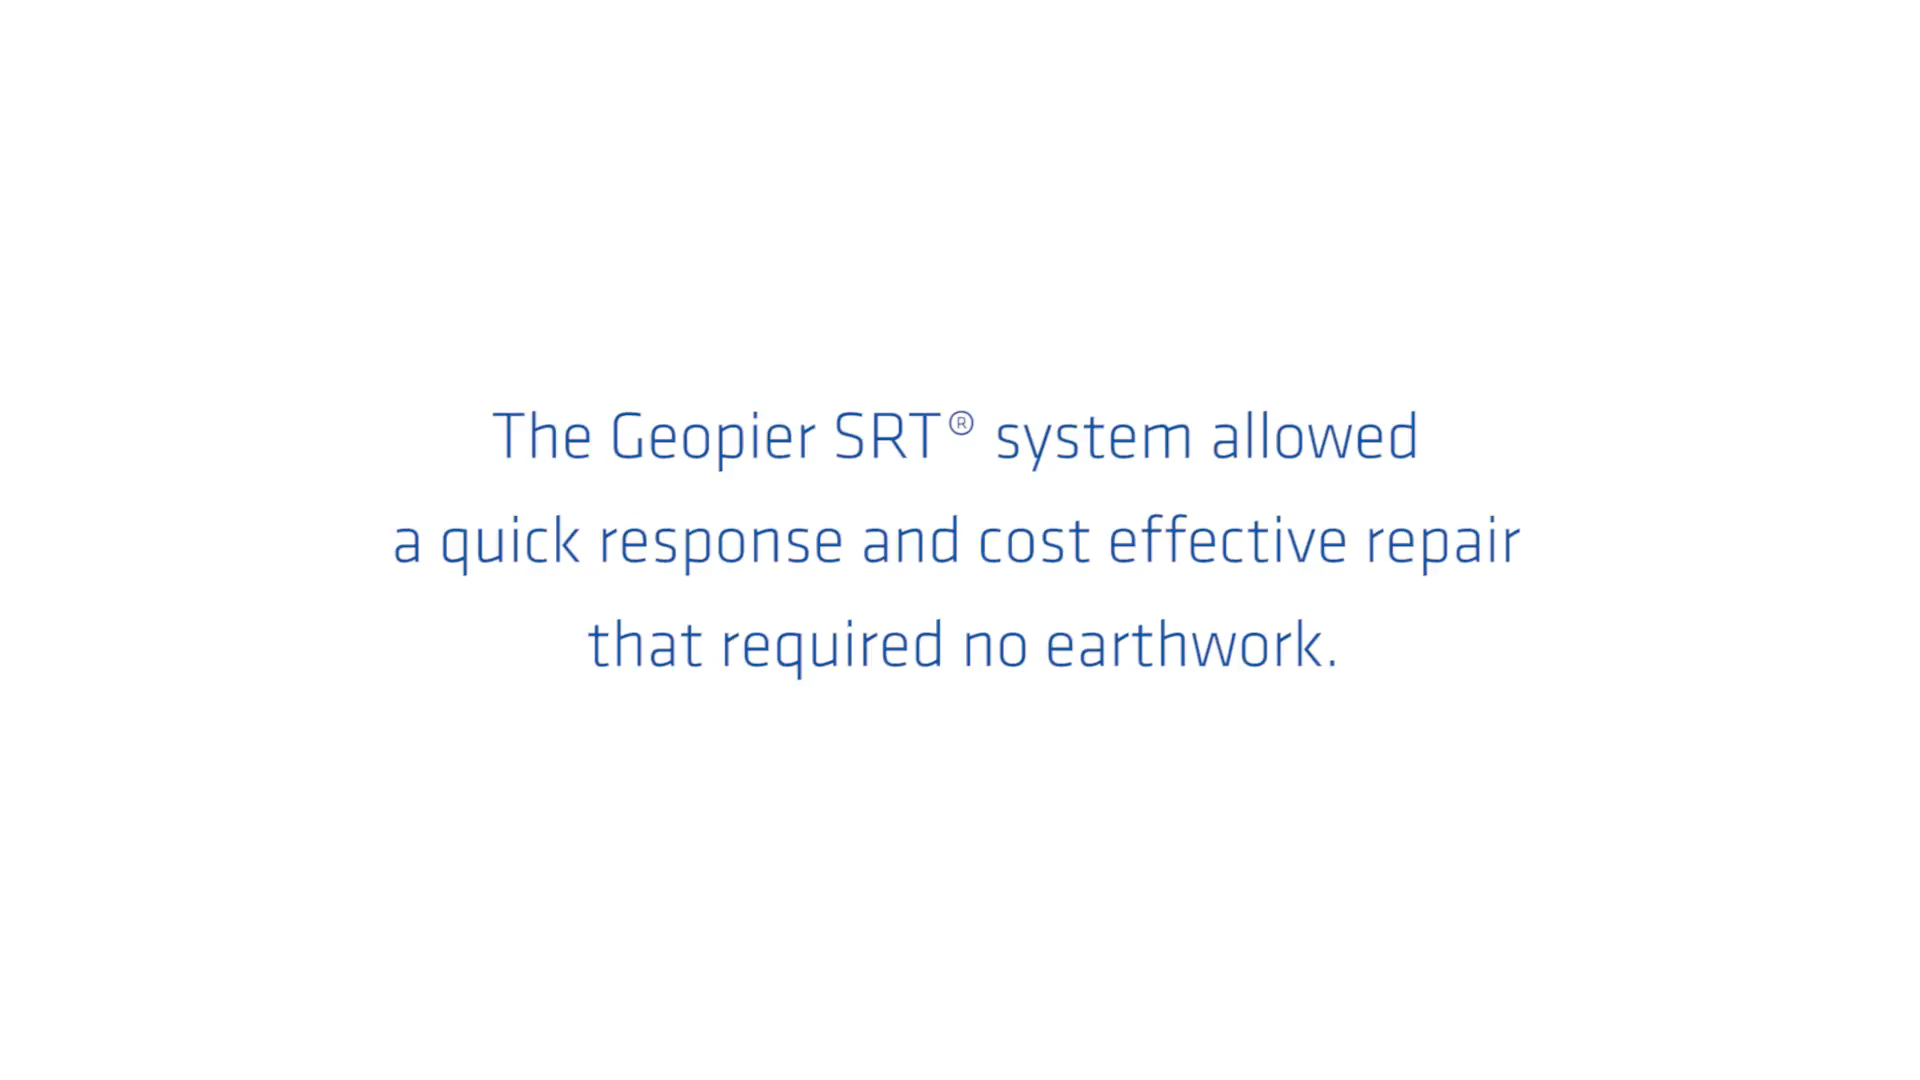 The Geopier SRT® system allowed
a quick response and cost effective repair
that required no earthwork.